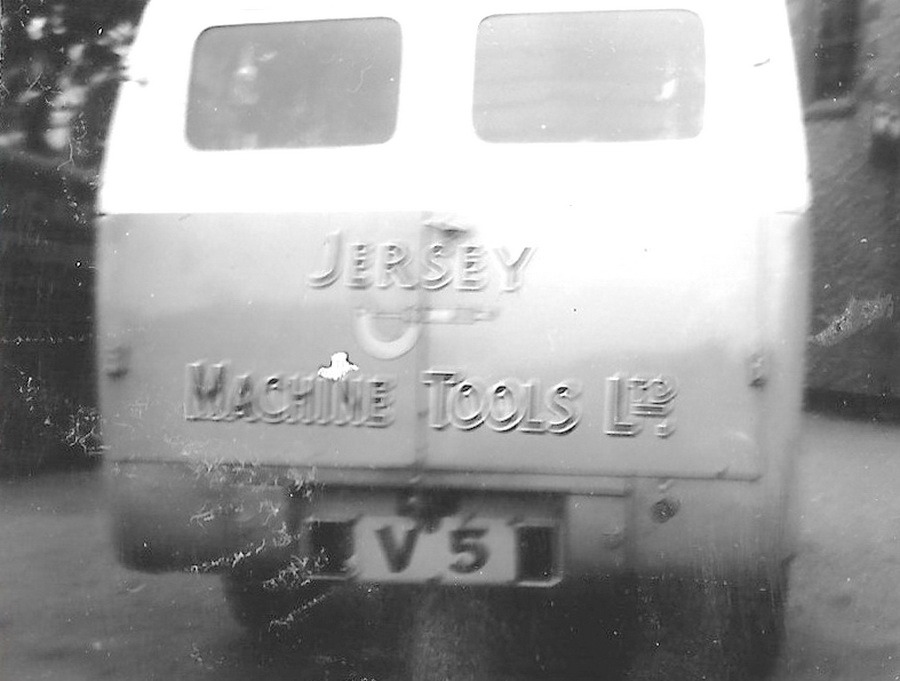 JERSEY
MACHINE TOOLS LTD.
V 5